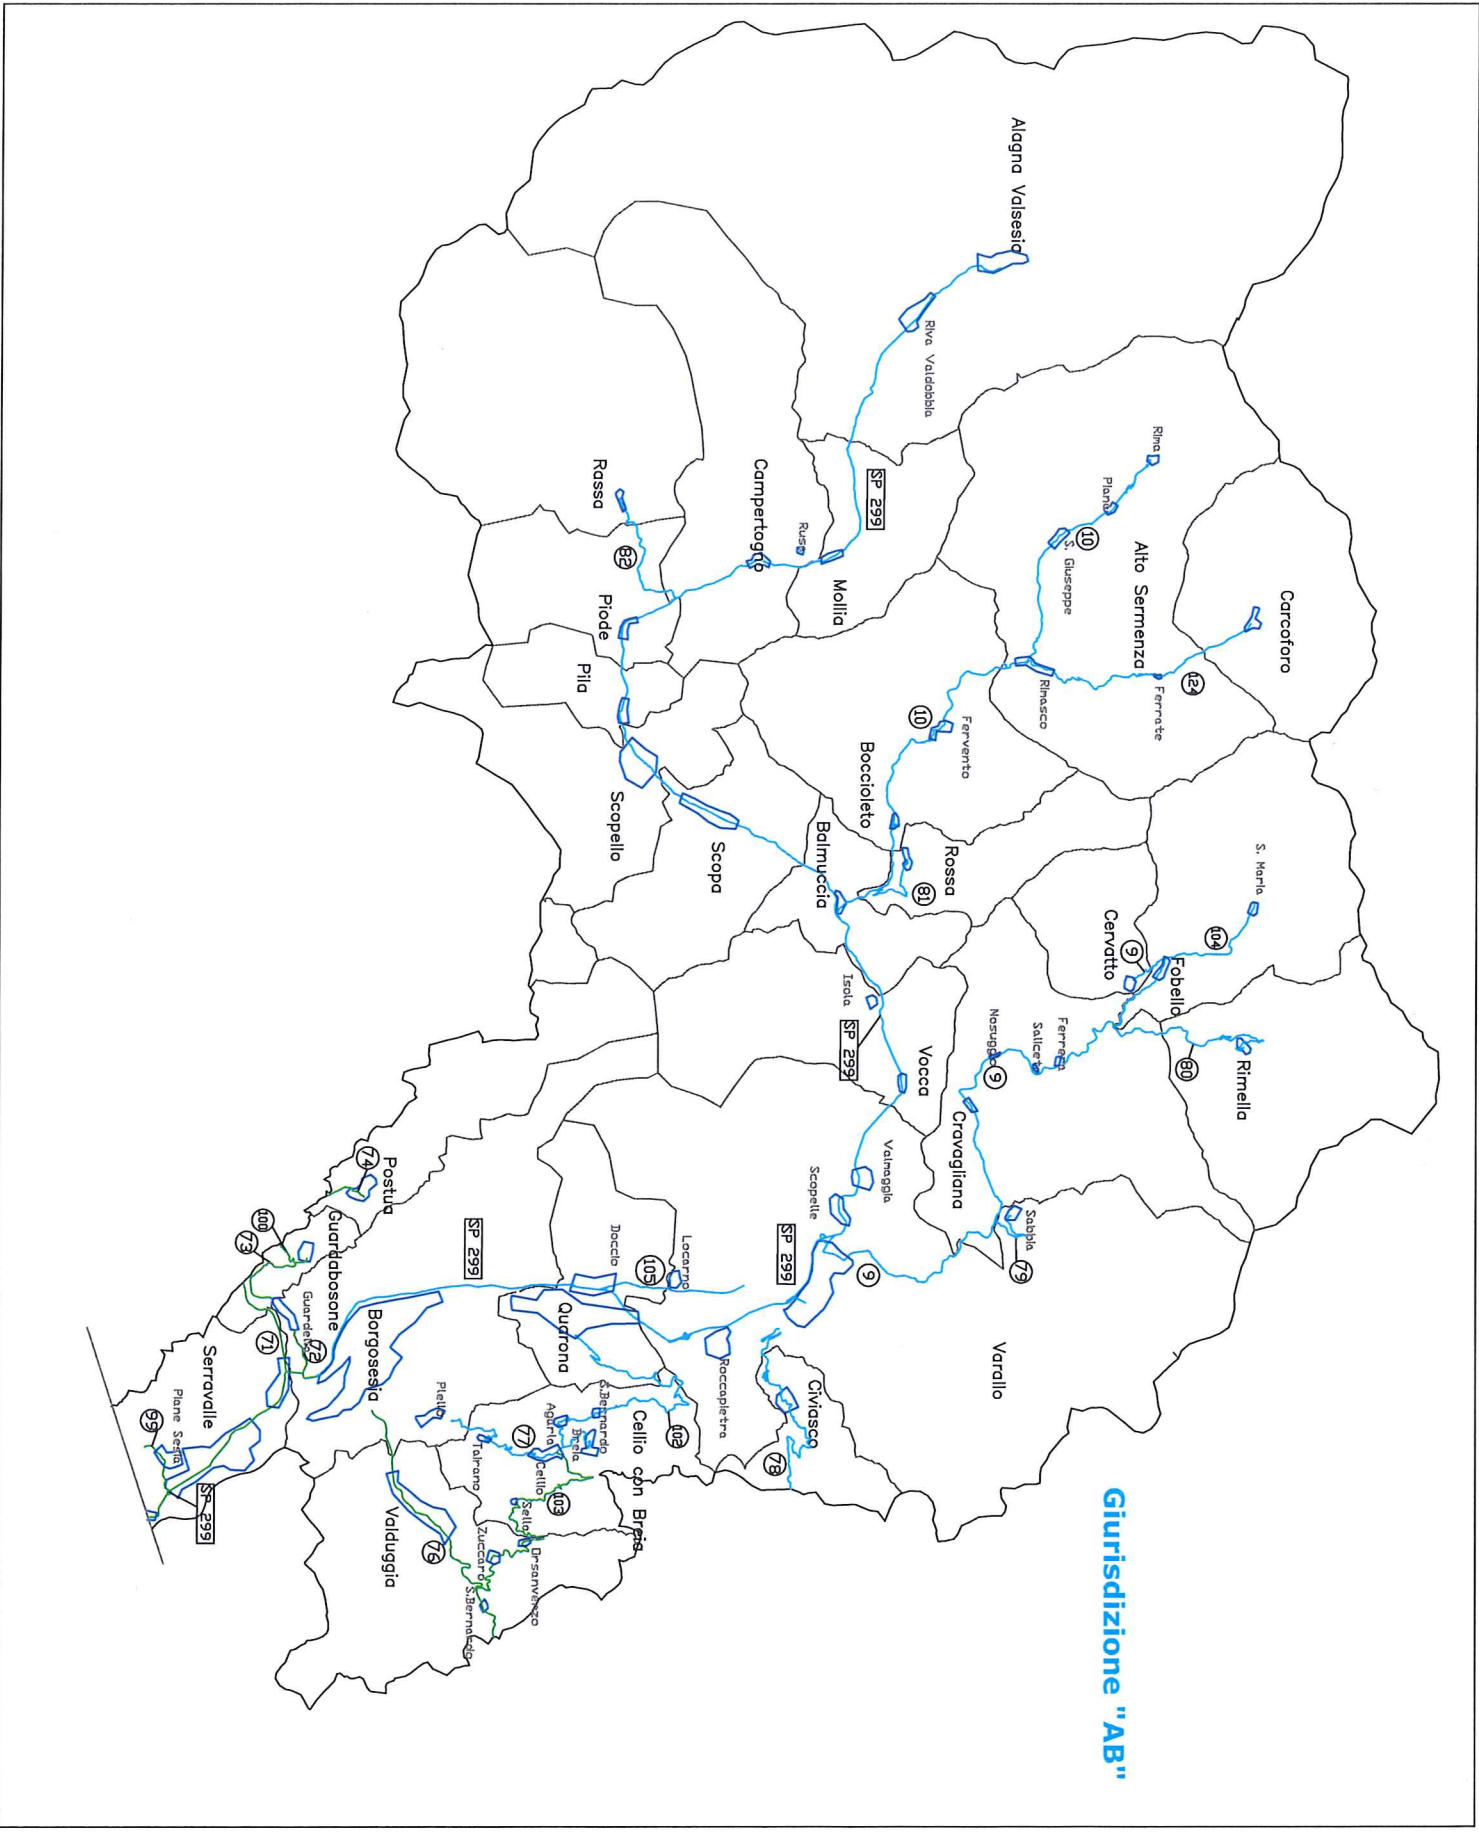 Giurisdizione "AB"
Carcoforo
124
Alto Sermenza
Ferrate
Rima
Piana
10
S. Giuseppe
Rimasco
Alagna Valsesia
Riva Valdobbia
SP 299
Mollia
Rusa
Campertogno
Rassa
82
Piode
Pila
Scopello
Scopa
Fervento
10
Boccioleto
Rossa
81
Balmuccia
S. Maria
104
Fobello
Cervatto
9
Rimella
80
Ferrera
Saliceto
Nosuggio
9
Cravagliana
Sabbia
79
Isola
SP 299
Vocca
Valmaggia
Scopelle
SP 299
9
Varallo
Civiasco
78
Roccapietra
Locarno
105
Doccio
SP 299
Quarona
102
Cellio con Breia
S.Bernardo
Breia
Agarla
77
Cellio
103
Tairano
Plello
Sella
Orsanvenzo
Zuccaro
S.Bernardo
76
Valduggia
Borgosesia
Postua
74
Guardabosone
100
73
Guardella
72
71
Serravalle
Piane Sesia
99
SP 299